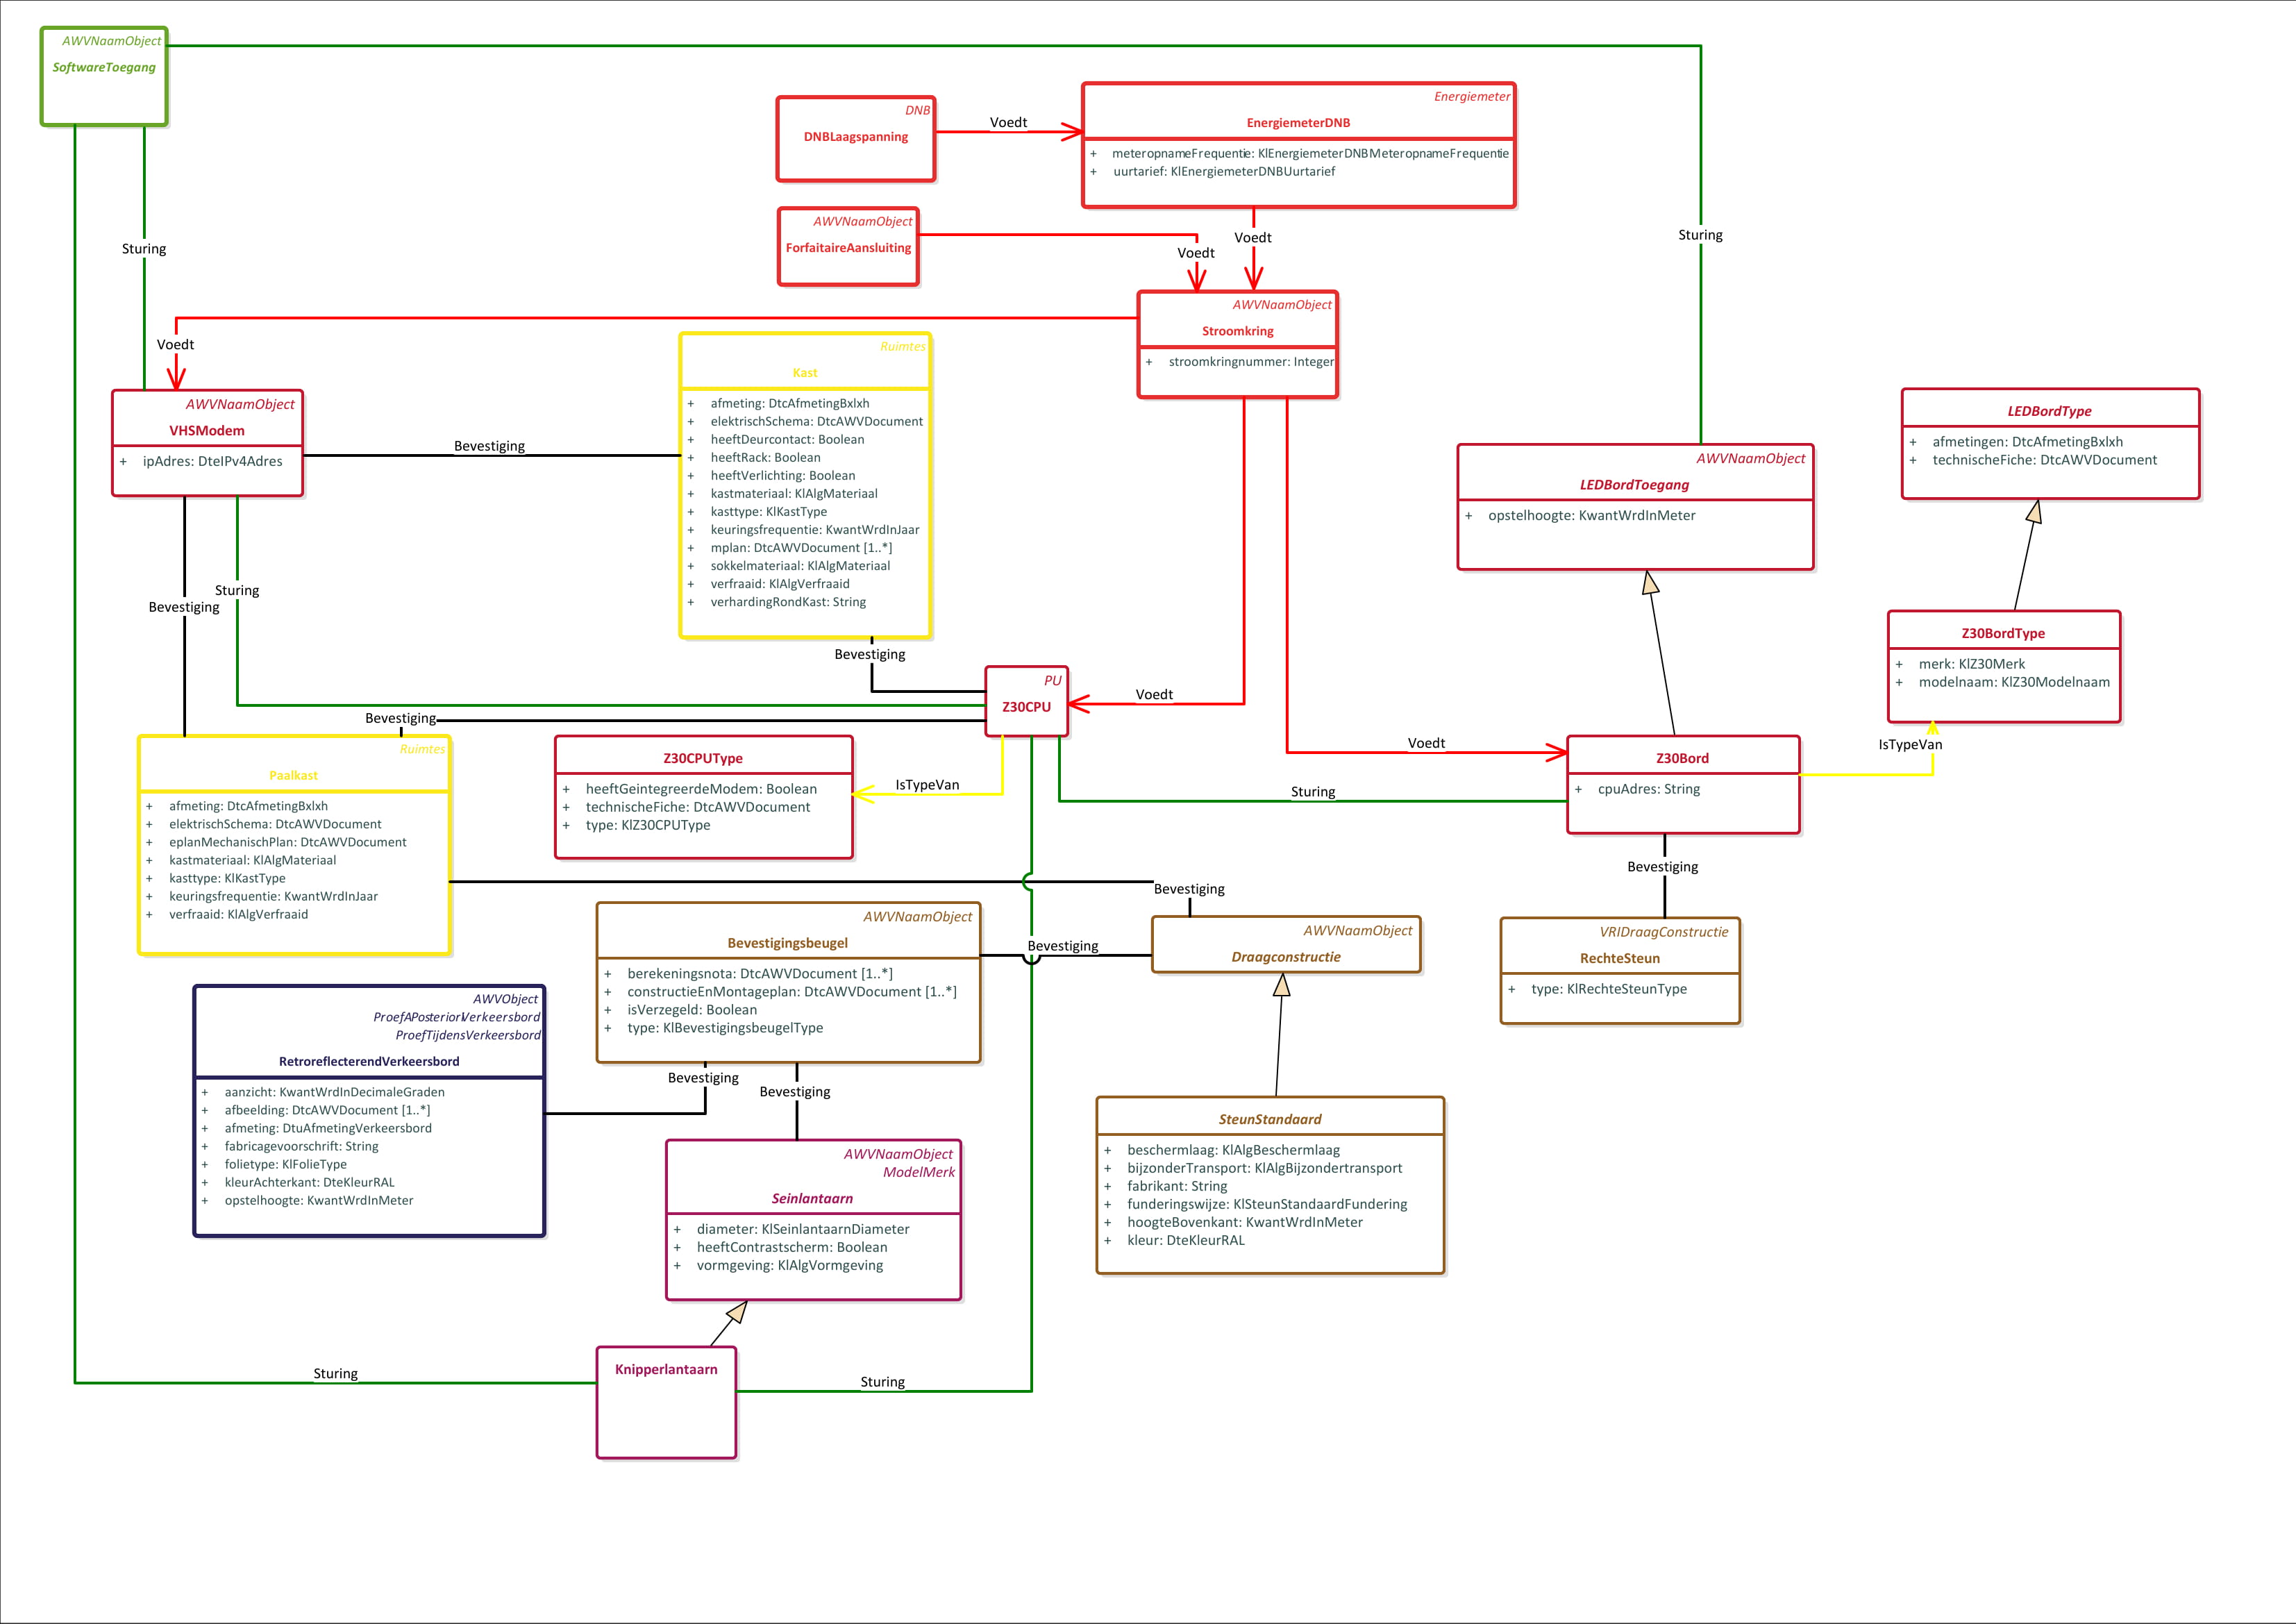 AWVNaamObject
SoftwareToegang
DNB
DNBLaagspanning
Voedt
Energiemeter
EnergiemeterDNB
+ meteropnameFrequentie: KlEnergiemeterDNBMeteropnameFrequentie
+ uurtarief: KlEnergiemeterDNBUurtarief
AWVNaamObject
ForfaitaireAansluiting
Voedt
Voedt
Sturing
Sturing
AWVNaamObject
Stroomkring
+ stroomkringnummer: Integer
Voedt
AWVNaamObject
VHSModem
+ ipAdres: DteIPv4Adres
Bevestiging
Ruimtes
Kast
+ afmeting: DtcAfmetingBxlxh
+ elektrischSchema: DtcAWVDocument
+ heeftDeurcontact: Boolean
+ heeftRack: Boolean
+ heeftVerlichting: Boolean
+ kastmateriaal: KlAlgMateriaal
+ kasttype: KlKastType
+ keuringsfrequentie: KwantWrdInJaar
+ mplan: DtcAWVDocument [1..*]
+ sokkelmateriaal: KlAlgMateriaal
+ verfraaid: KlAlgVerfraaid
+ verhardingRondKast: String
AWVNaamObject
LEDBordToegang
+ opstelhoogte: KwantWrdInMeter
LEDBordType
+ afmetingen: DtcAfmetingBxlxh
+ technischeFiche: DtcAWVDocument
Sturing
Bevestiging
Bevestiging
Z30BordType
+ merk: KlZ30Merk
+ modelnaam: KlZ30Modelnaam
PU
Z30CPU
Voedt
Bevestiging
Voedt
IsTypeVan
Ruimtes
Paalkast
+ afmeting: DtcAfmetingBxlxh
+ elektrischSchema: DtcAWVDocument
+ eplanMechanischPlan: DtcAWVDocument
+ kastmateriaal: KlAlgMateriaal
+ kasttype: KlKastType
+ keuringsfrequentie: KwantWrdInJaar
+ verfraaid: KlAlgVerfraaid
Z30CPUType
+ heeftGeintegreerdeModem: Boolean
+ technischeFiche: DtcAWVDocument
+ type: KlZ30CPUType
IsTypeVan
Sturing
Z30Bord
+ cpuAdres: String
Bevestiging
Bevestiging
AWVNaamObject
Bevestigingsbeugel
+ berekeningsnota: DtcAWVDocument [1..*]
+ constructieEnMontageplan: DtcAWVDocument [1..*]
+ isVerzegeld: Boolean
+ type: KlBevestigingsbeugelType
Bevestiging
AWVNaamObject
Draagconstructie
VRIDraagConstructie
RechteSteun
+ type: KlRechteSteunType
AWVObject
ProefAPosterioriVerkeersbord
ProefTijdensVerkeersbord
RetroreflecterendVerkeersbord
+ aanzicht: KwantWrdInDecimaleGraden
+ afbeelding: DtcAWVDocument [1..*]
+ afmeting: DtuAfmetingVerkeersbord
+ fabricagevoorschrift: String
+ folietype: KlFolieType
+ kleurAchterkant: DteKleurRAL
+ opstelhoogte: KwantWrdInMeter
Bevestiging
Bevestiging
AWVNaamObject
ModelMerk
Seinlantaarn
+ diameter: KlSeinlantaarnDiameter
+ heeftContrastscherm: Boolean
+ vormgeving: KlAlgVormgeving
SteunStandaard
+ beschermlaag: KlAlgBeschermlaag
+ bijzonderTransport: KlAlgBijzondertransport
+ fabrikant: String
+ funderingswijze: KlSteunStandaardFundering
+ hoogteBovenkant: KwantWrdInMeter
+ kleur: DteKleurRAL
Sturing
Knipperlantaarn
Sturing